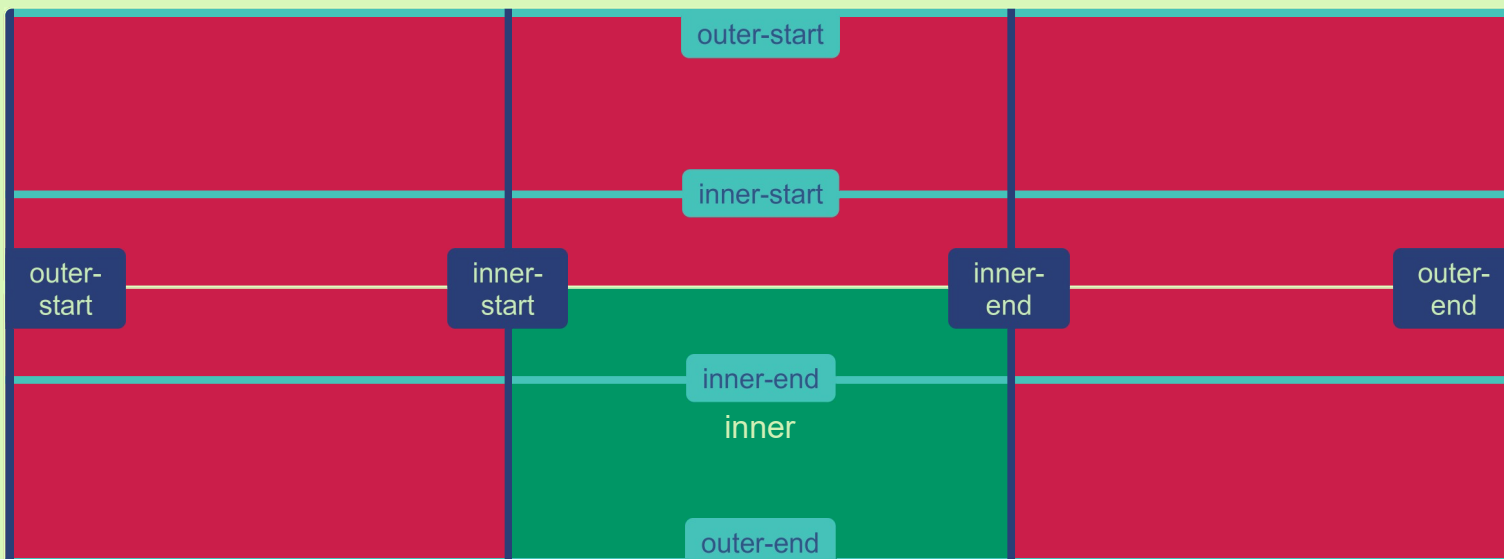 outer-start
inner-start
outer-
start
inner-
start
inner-
end
outer-
end
inner-end
inner
outer-end